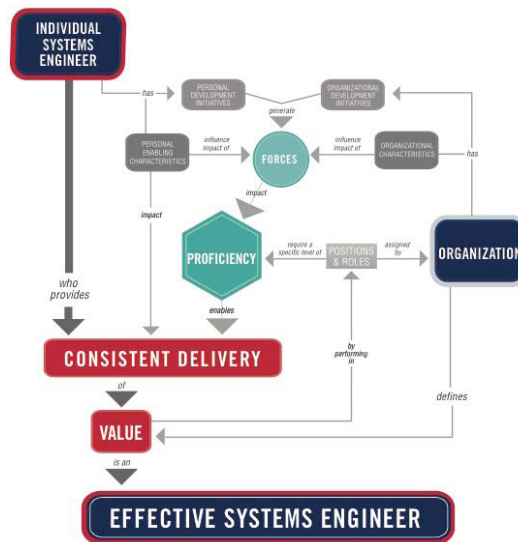 INDIVIDUAL
SYSTEMS
ENGINEER
has
PERSONAL
DEVELOPMENT
INITIATIVES
ORGANIZATIONAL
DEVELOPMENT
INITIATIVES
generate
PERSONAL
ENABLING
CHARACTERISTICS
influence
impact of
FORCES
influence
impact of
ORGANIZATIONAL
CHARACTERISTICS
has
impact
impact
PROFICIENCY
require a
specific level of
POSITIONS
& ROLES
assigned
by
ORGANIZATION
who
provides
enables
by
performing
in
CONSISTENT DELIVERY
of
defines
VALUE
is an
EFFECTIVE SYSTEMS ENGINEER